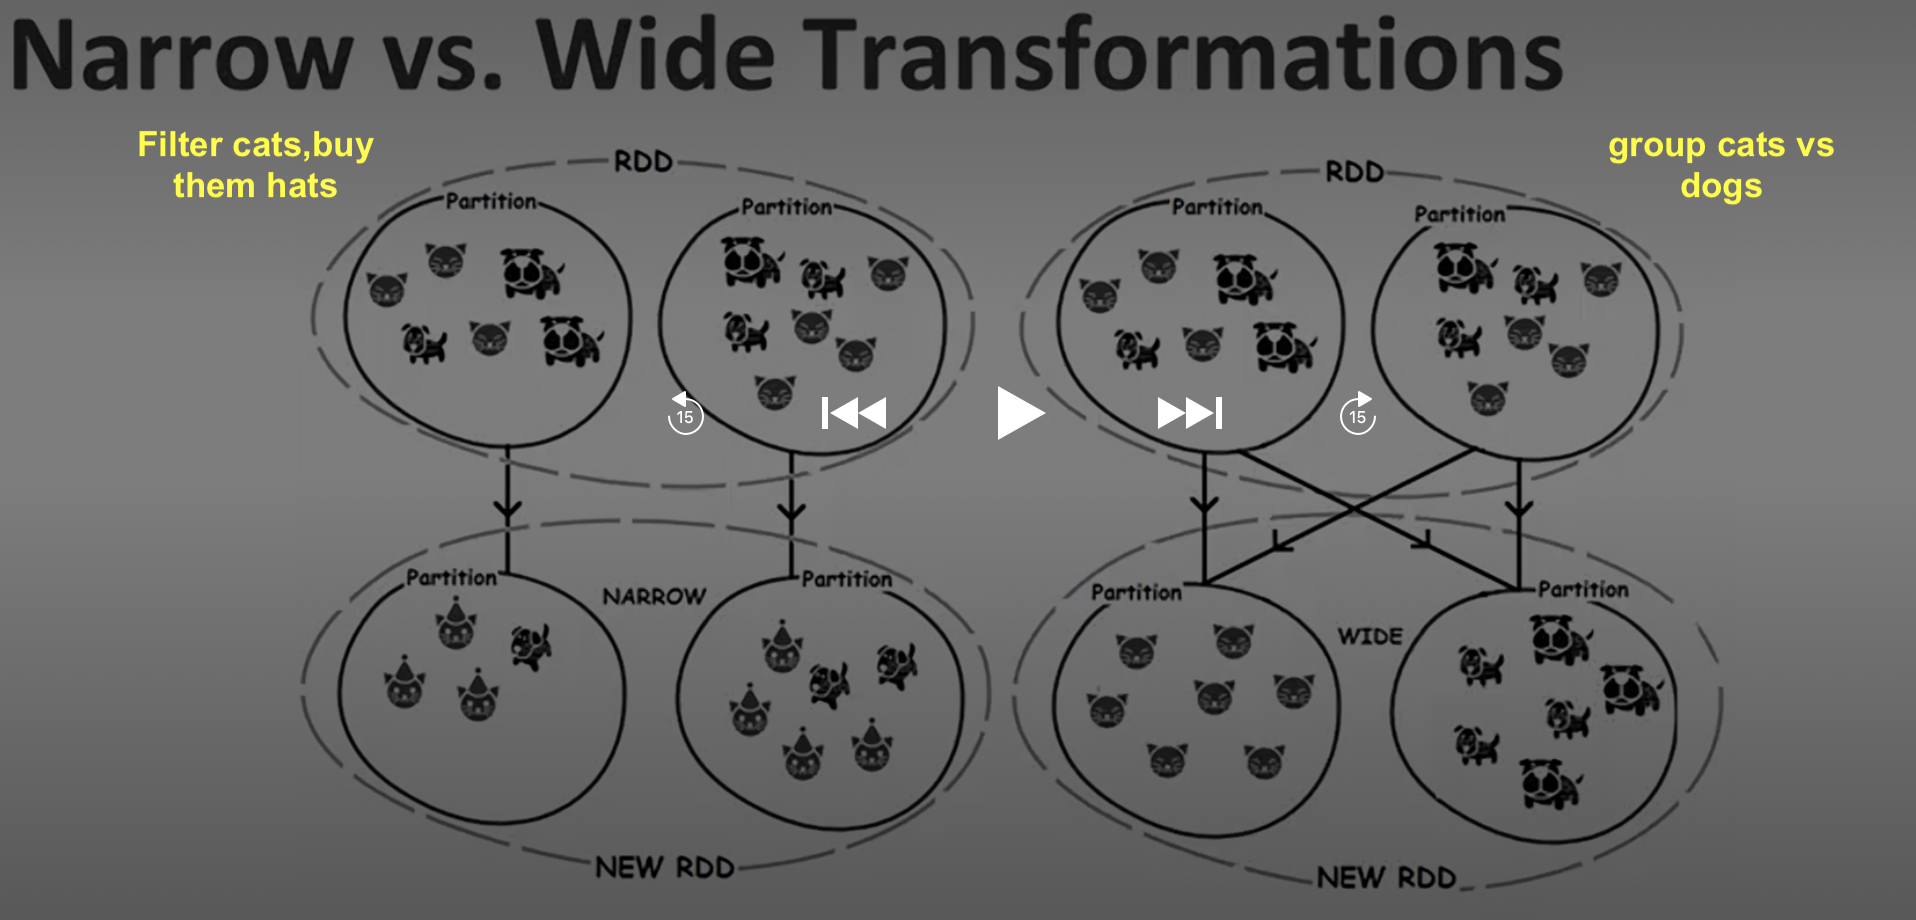 Narrow vs. Wide Transformations
Filter cats,buy
them hats
group cats vs
dogs
RDD
Partition
Partition
RDD
Partition
Partition
15
15
Partition
NARROW
Partition
Partition
WIDE
Partition
NEW RDD
NEW RDD